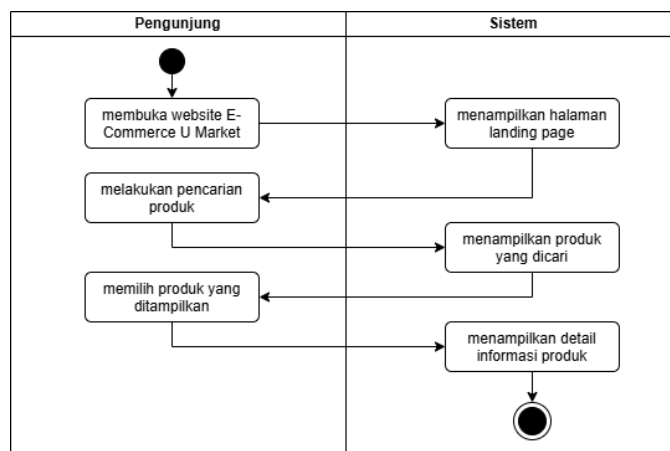 Pengunjung
Sistem
membuka website E-
Commerce U Market
menampilkan halaman
landing page
melakukan pencarian
produk
menampilkan produk
yang dicari
memilih produk yang
ditampilkan
menampilkan detail
informasi produk